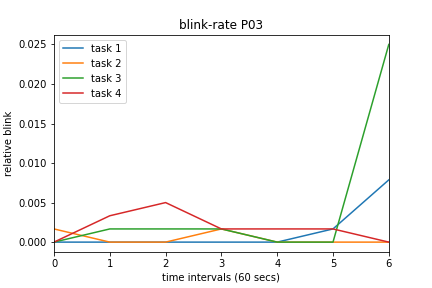 blink-rate P03
task 1
task 2
task 3
task 4
relative blink
0.025
0.020
0.015
0.010
0.005
0.000
0 1 2 3 4 5 6
time intervals (60 secs)